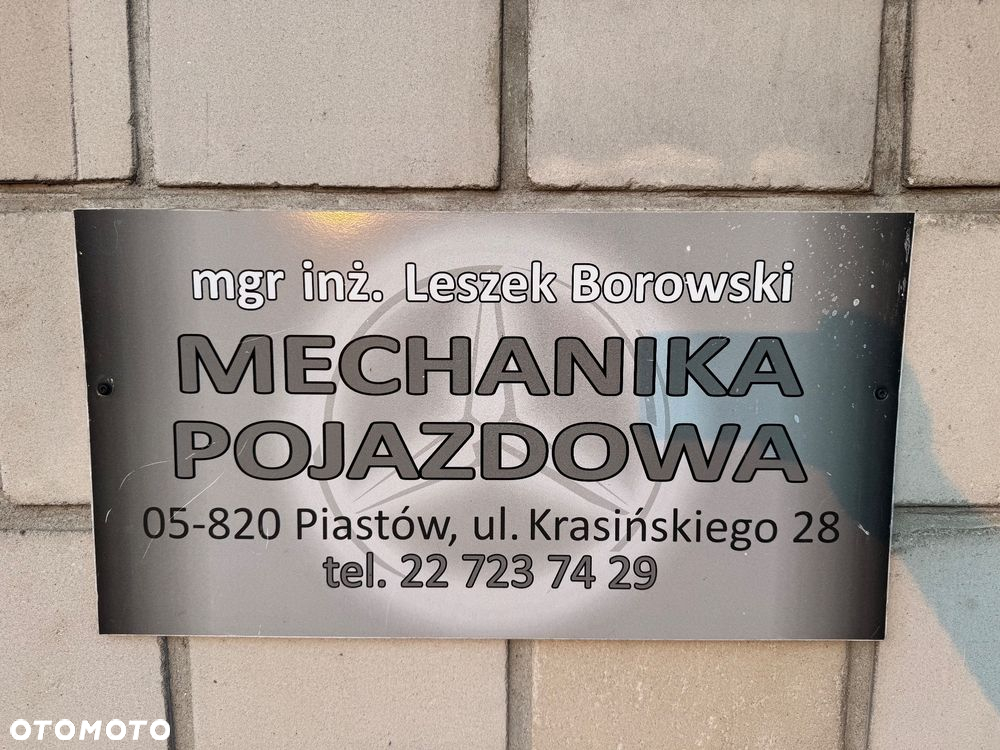 mgr inż. Leszek Borowski
MECHANIKA
POJAZDOWA
05-820 Piastów, ul. Krasińskiego 28
tel. 22 723 74 29
OTOMOTO